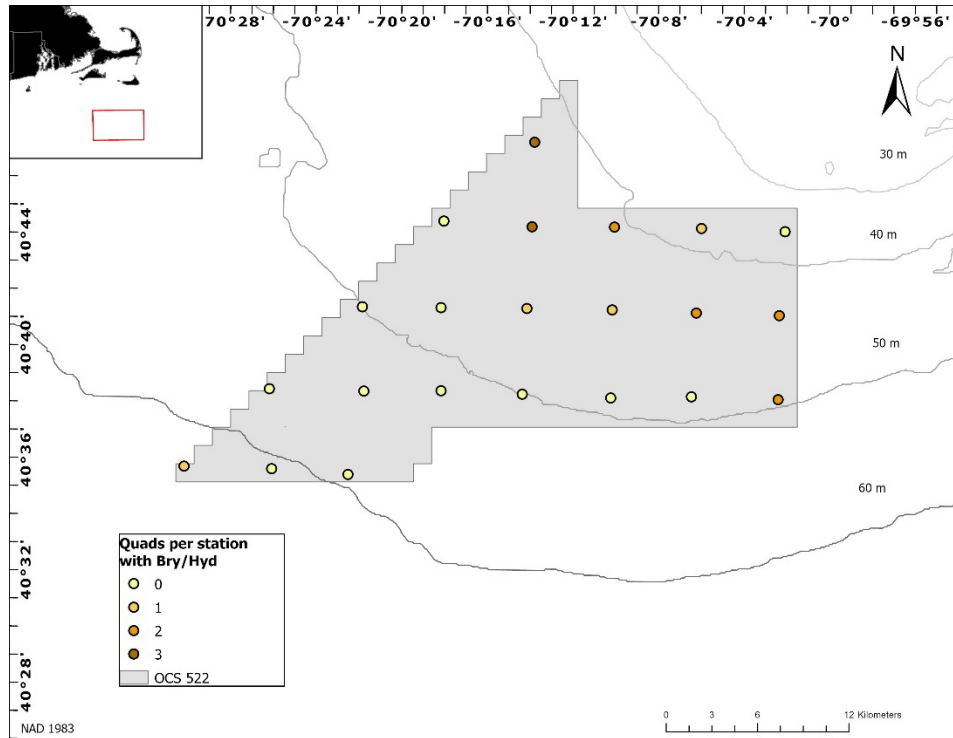 -70°28' -70°24' -70°20' -70°16' -70°12' -70°8' -70°4' -70° -69°56'
N
30 m
40°44'
40 m
40°40'
50 m
40°36'
60 m
40°32'
40°28'
Quads per station
with Bry/Hyd
0
1
2
3
OCS 522
NAD 1983
0 3 6 12 Kilometers